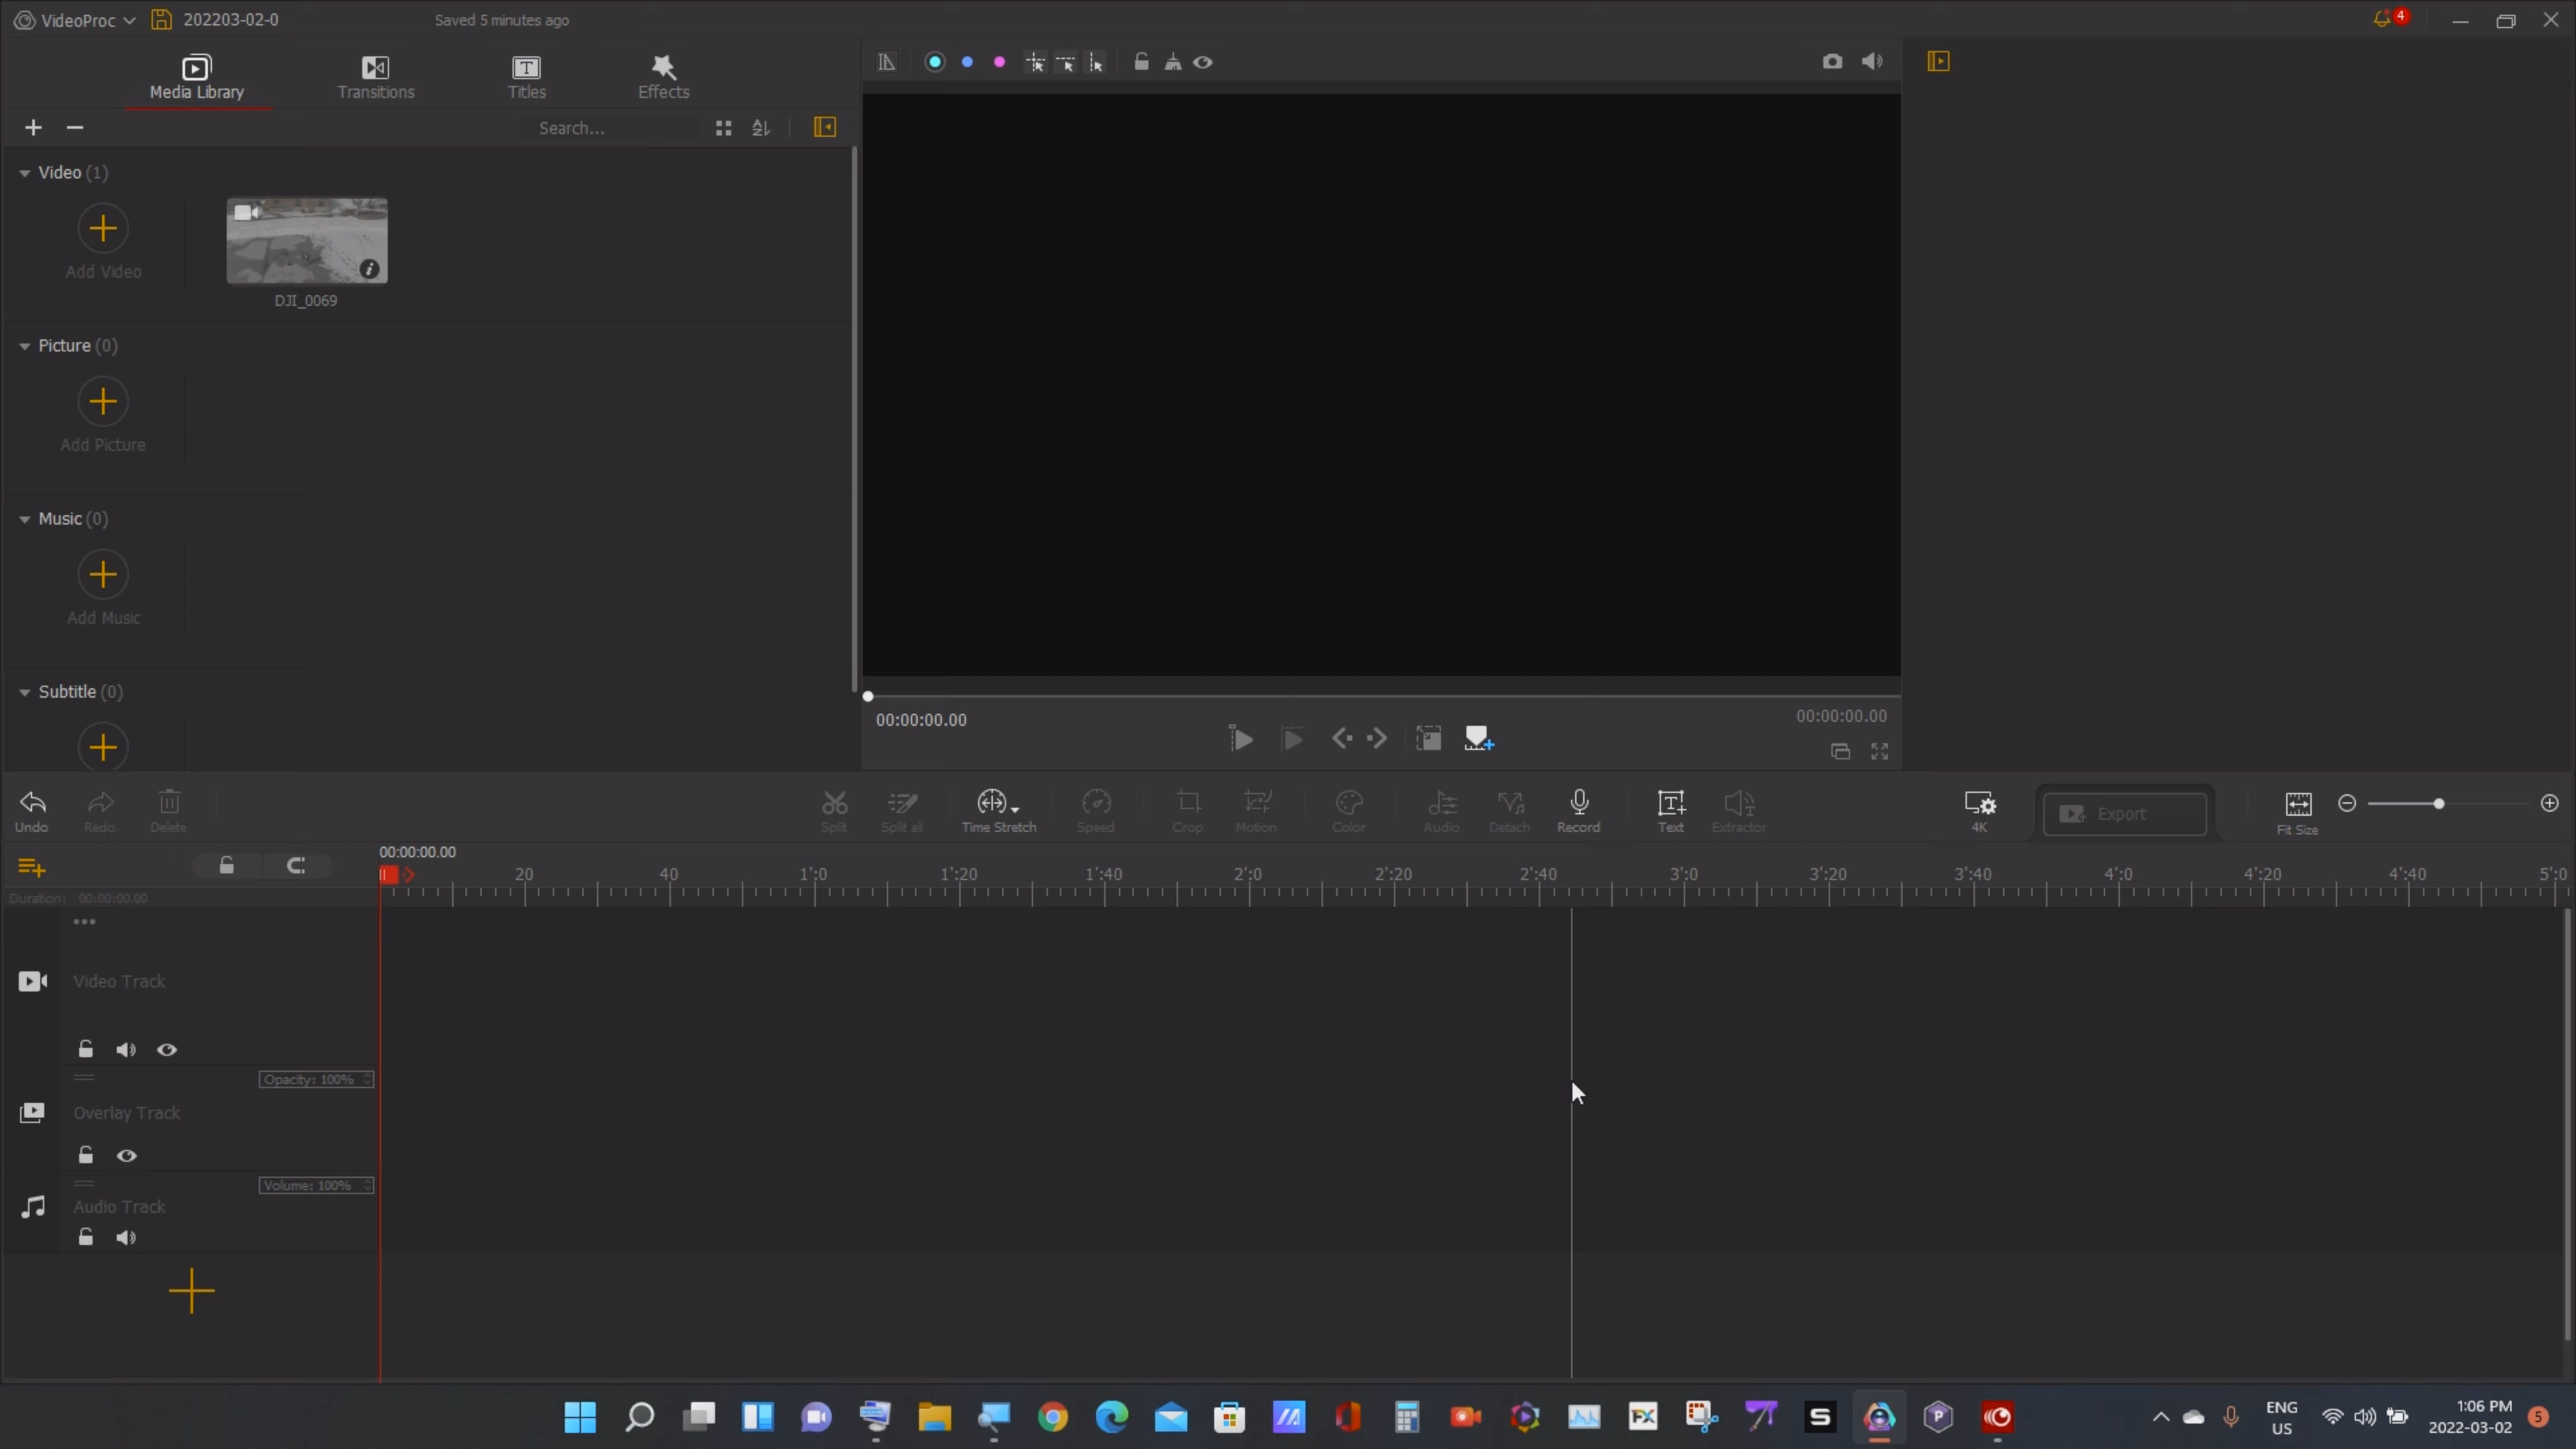 VideoProc
202203-02-0
Saved 5 minutes ago
4
Media Library
Transitions
Titles
Effects
Search...
Video (1)
Add Video
DJI_0069
Picture (0)
Add Picture
Music (0)
Add Music
Subtitle (0)
00:00:00.00
00:00:00.00
Undo
Redo
Delete
Split
Split all
Time Stretch
Speed
Crop
Motion
Color
Audio
Detach
Record
Text
Extractor
4K
Export
Fit Size
00:00:00.00
20
40
1':0
1':20
1':40
2':0
2':20
2':40
3':0
3':20
3':40
4':0
4':20
4':40
5':0
Duration: 00:00:00.00
Video Track
Opacity: 100%
Overlay Track
Volume: 100%
Audio Track
ENG
US
1:06 PM
2022-03-02
5